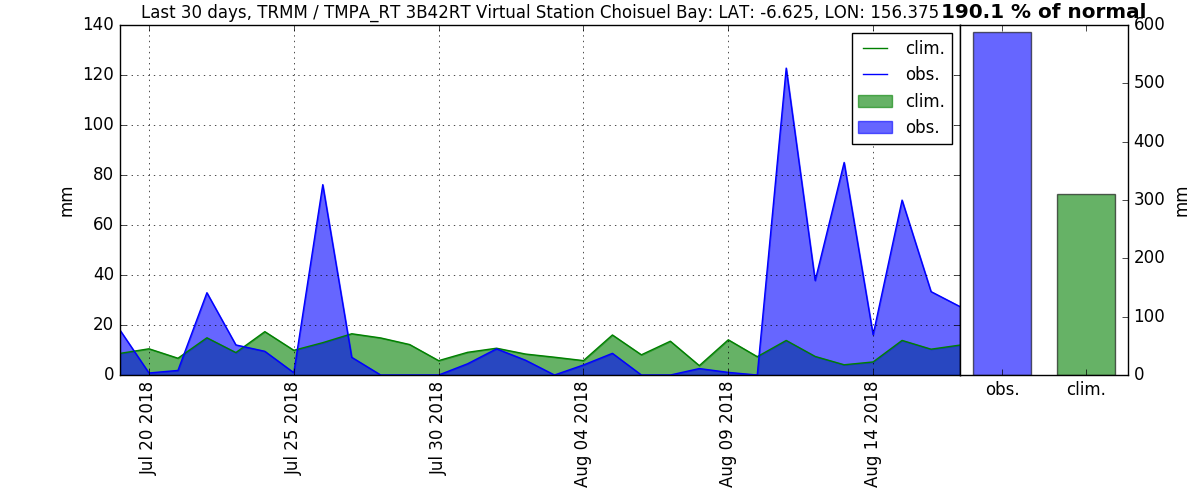 Last 30 days, TRMM / TMPA_RT 3B42RT Virtual Station Choisuel Bay: LAT: -6.625, LON: 156.375
190.1 % of normal
140
120
100
80
60
40
20
0
mm
clim.
obs.
clim.
obs.
Jul 20 2018
Jul 25 2018
Jul 30 2018
Aug 04 2018
Aug 09 2018
Aug 14 2018
600
500
400
300
200
100
0
mm
obs.
clim.